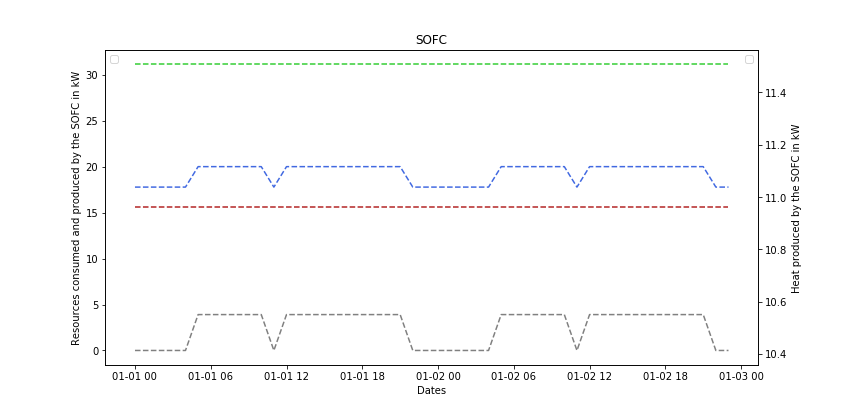 SOFC
Resources consumed and produced by the SOFC in kW
30
25
20
15
10
5
0
11.4
11.2
11.0
10.8
10.6
10.4
Heat produced by the SOFC in kW
01-01 00 01-01 06 01-01 12 01-01 18 01-02 00 01-02 06 01-02 12 01-02 18 01-03 00
Dates